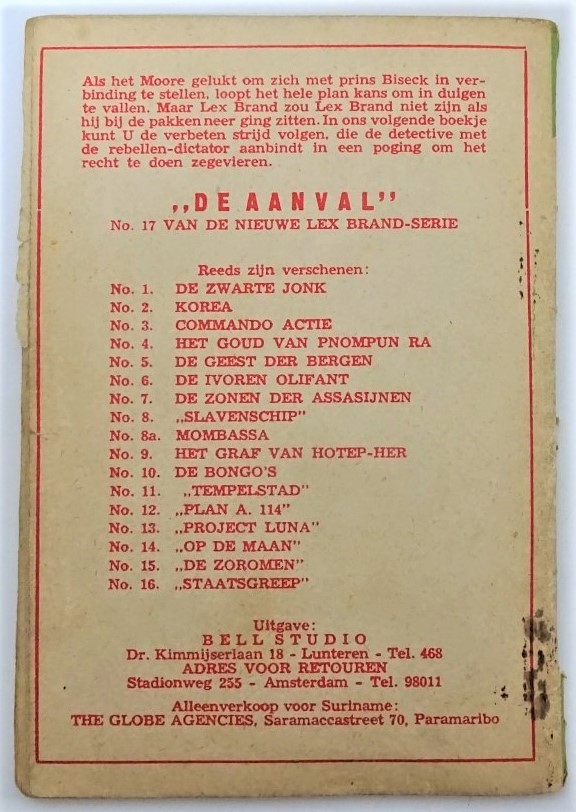 Als het Moore gelukt om zich met prins Biseck in ver-
binding te stellen, loopt het hele plan kans om in duigen
te vallen. Maar Lex Brand zou Lex Brand niet zijn als
hij bij de pakken neer ging zitten. In ons volgende boekje
kunt U de verbeten strijd volgen, die de detective met
de rebellen-dictator aanbindt in een poging om het
recht te doen zegevieren.
„DE AANVAL”
No. 17 VAN DE NIEUWE LEX BRAND-SERIE
Reeds zijn verschenen:
No. 1. DE ZWARTE JONK
No. 2. KOREA
No. 3. COMMANDO ACTIE
No. 4. HET GOUD VAN PNOMPUN RA
No. 5. DE GEEST DER BERGEN
No. 6. DE IVOREN OLIFANT
No. 7. DE ZONEN DER ASSASIJNEN
No. 8. „SLAVENSCHIP”
No. 8a. MOMBASSA
No. 9. HET GRAF VAN HOTEP-HER
No. 10. DE BONGO'S
No. 11. „TEMPELSTAD”
No. 12. „PLAN A. 114”
No. 13. „PROJECT LUNA”
No. 14. „OP DE MAAN”
No. 15. „DE ZOROMEN”
No. 16. „STAATSGREEP”
Uitgave:
BELL STUDIO
Dr. Kimmijserlaan 18 - Lunteren - Tel. 468
ADRES VOOR RETOUREN
Stadionweg 255 - Amsterdam - Tel. 98011
Alleenverkoop voor Suriname:
THE GLOBE AGENCIES, Saramaccastreet 70, Paramaribo